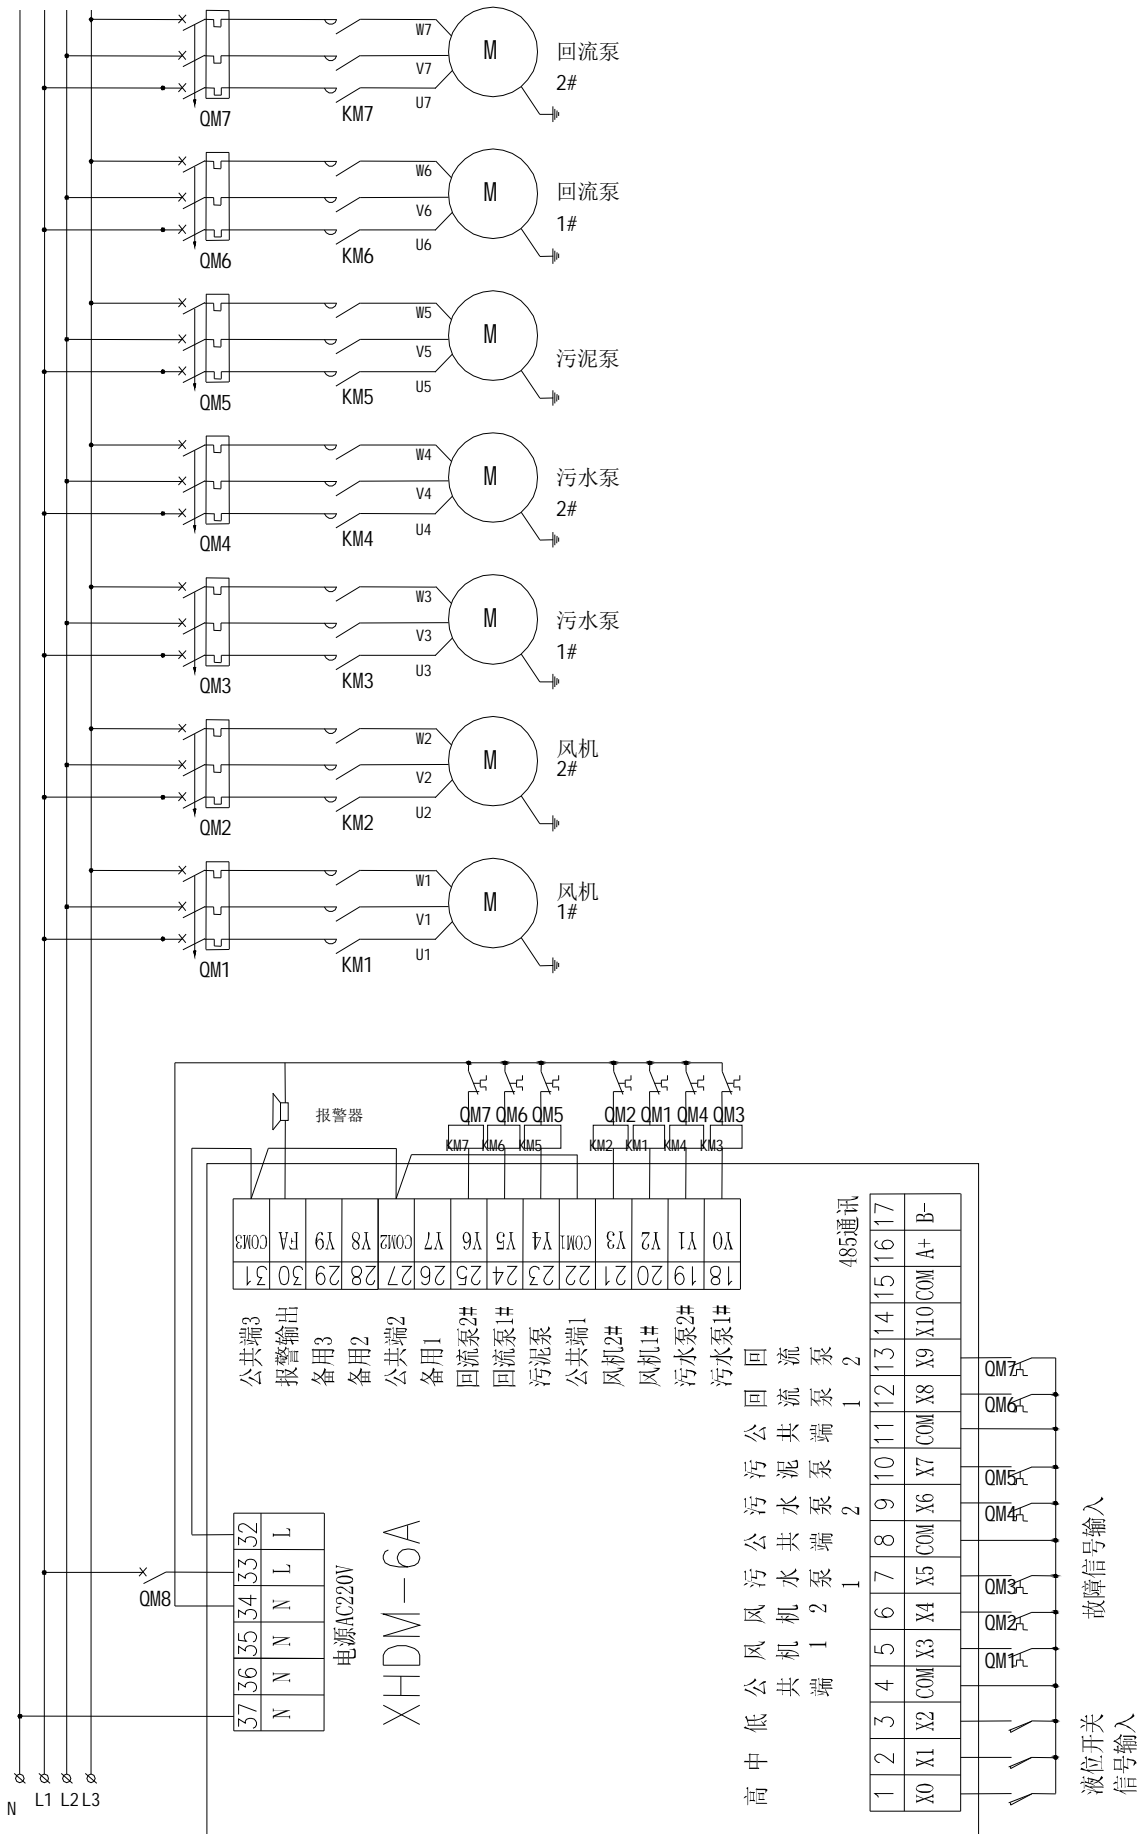 W7
V7
U7
QM7
KM7
M
回流泵
2#
W6
V6
U6
QM6
KM6
M
回流泵
1#
W5
V5
U5
QM5
KM5
M
污泥泵
W4
V4
U4
QM4
KM4
M
污水泵
2#
W3
V3
U3
QM3
KM3
M
污水泵
1#
W2
V2
U2
QM2
KM2
M
风机
2#
W1
V1
U1
QM1
KM1
M
风机
1#
报警器
QM7 QM6 QM5 QM2 QM1 QM4 QM3
KM7 KM6 KM5 KM2 KM1 KM4 KM3
COM3 FA Y9 Y8 COM2 Y7 Y6 Y5 Y4 COM1 Y3 Y2 Y1 Y0
31 30 29 28 27 26 25 24 23 22 21 20 19 18
公共端3
报警输出
备用3
备用2
公共端2
备用1
回流泵2#
回流泵1#
污泥泵
公共端1
风机2#
风机1#
污水泵2#
污水泵1#
485通讯
17 B-
16 A+
15 COM
14 X10
回流泵2 13 X9 QM7
回流泵1 12 X8 QM6
公共端 11 COM
污泥泵 10 X7 QM5
污水泵2 9 X6 QM4
公共端 8 COM
污水泵1 7 X5 QM3
风机2 6 X4 QM2
风机1 5 X3 QM1
公共端 4 COM
低 3 X2
中 2 X1
高 1 X0
故障信号输入
液位开关
信号输入
32 L
33 L
34 N
35 N
36 N
37 N
QM8
电源AC220V
XHDM-6A
N L1 L2 L3